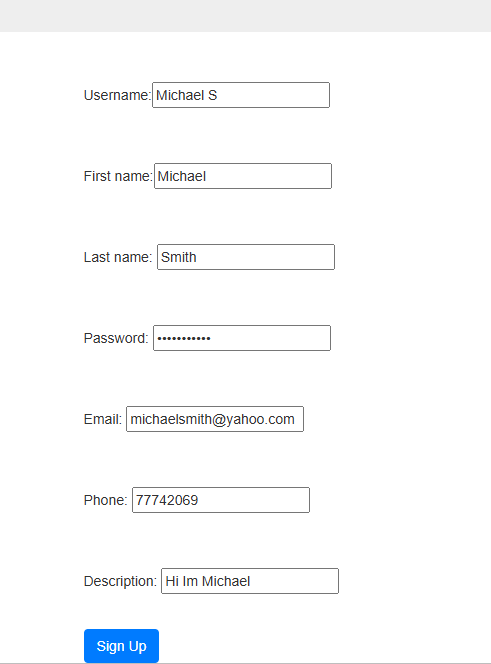 Username: Michael S
First name: Michael
Last name: Smith
Password: •••••••••••
Email: michaelsmith@yahoo.com
Phone: 77742069
Description: Hi Im Michael
Sign Up